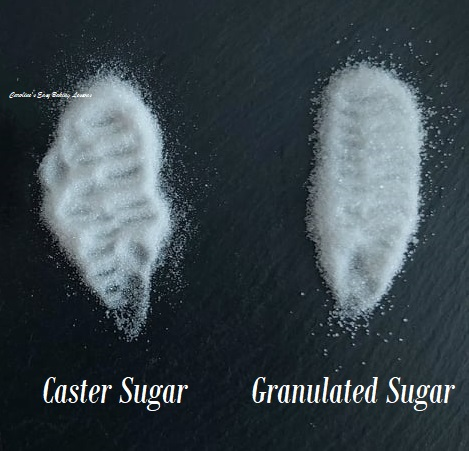 Caroline's Easy Baking Lessons
Caster Sugar
Granulated Sugar